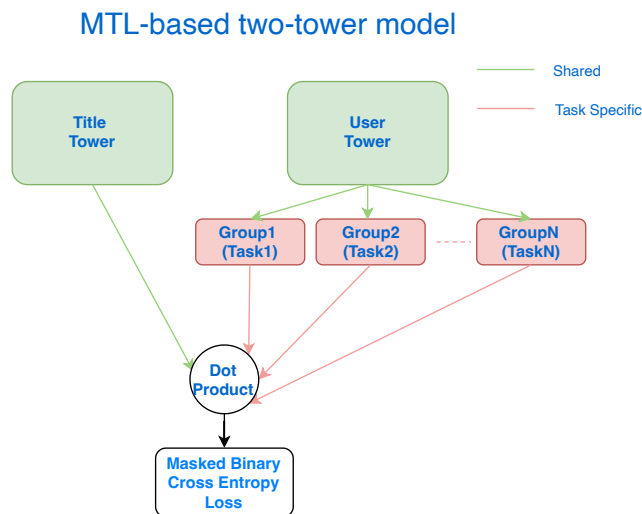 MTL-based two-tower model
Shared
Task Specific
Title
Tower
User
Tower
Group1
(Task1)
Group2
(Task2)
GroupN
(TaskN)
Dot
Product
Masked Binary
Cross Entropy
Loss